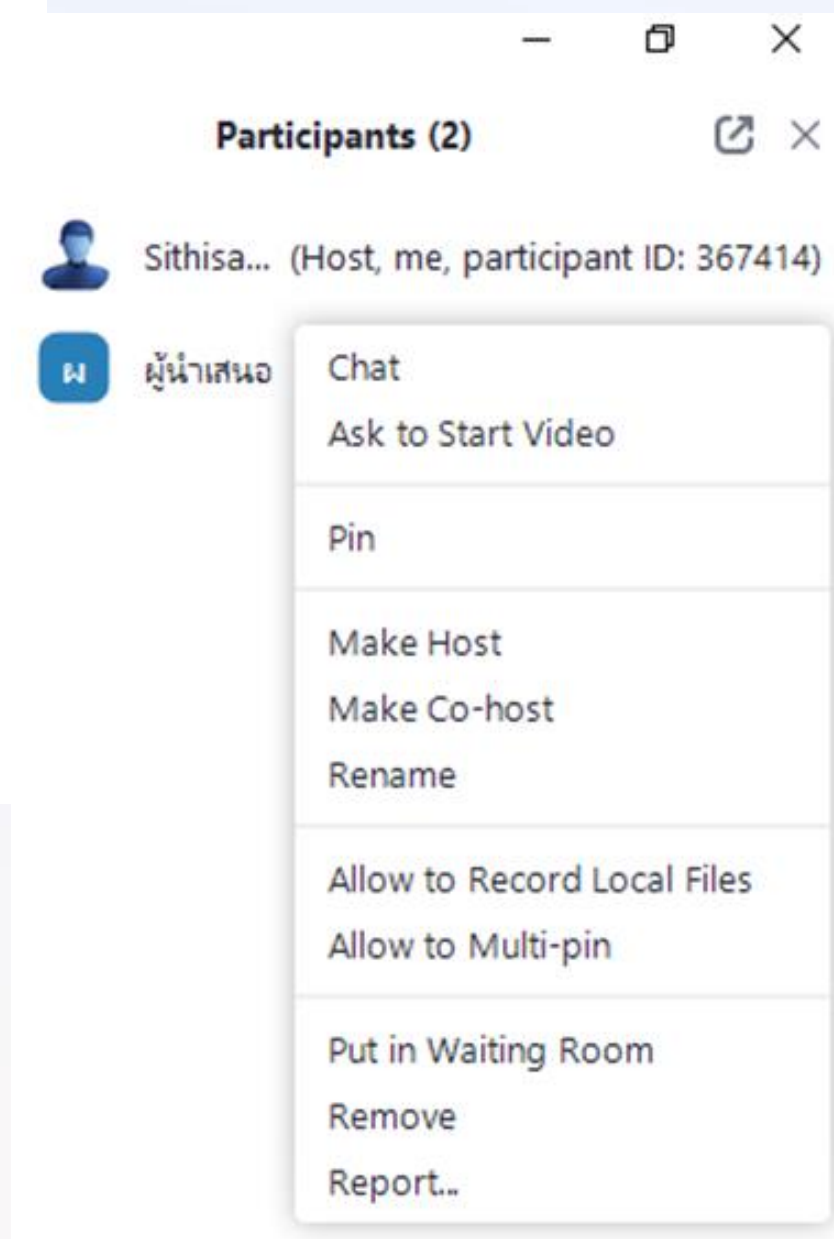 Participants (2)
Sithisa... (Host, me, participant ID: 367414)
ผ ผู้นำเสนอ
Chat
Ask to Start Video
Pin
Make Host
Make Co-host
Rename
Allow to Record Local Files
Allow to Multi-pin
Put in Waiting Room
Remove
Report...